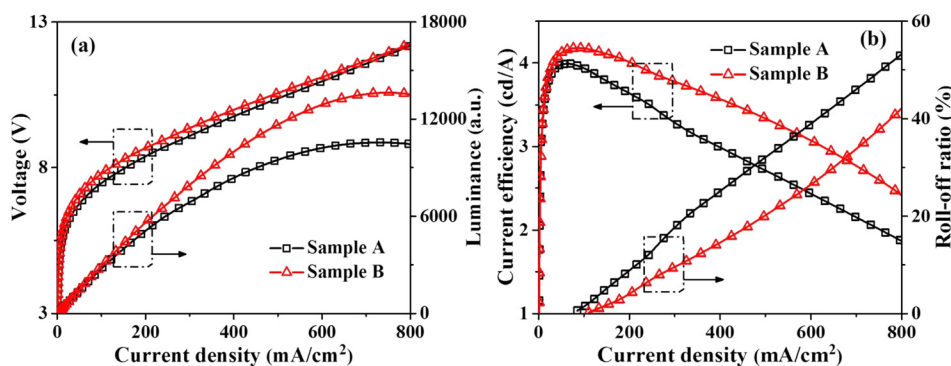 (a)
13
8
3
Voltage (V)
18000
12000
6000
0
Luminance (a.u.)
Sample A
Sample B
0 200 400 600 800
Current density (mA/cm²)
(b)
4
3
2
1
Current efficiency (cd/A)
60
40
20
0
Roll-off ratio (%)
Sample A
Sample B
0 200 400 600 800
Current density (mA/cm²)